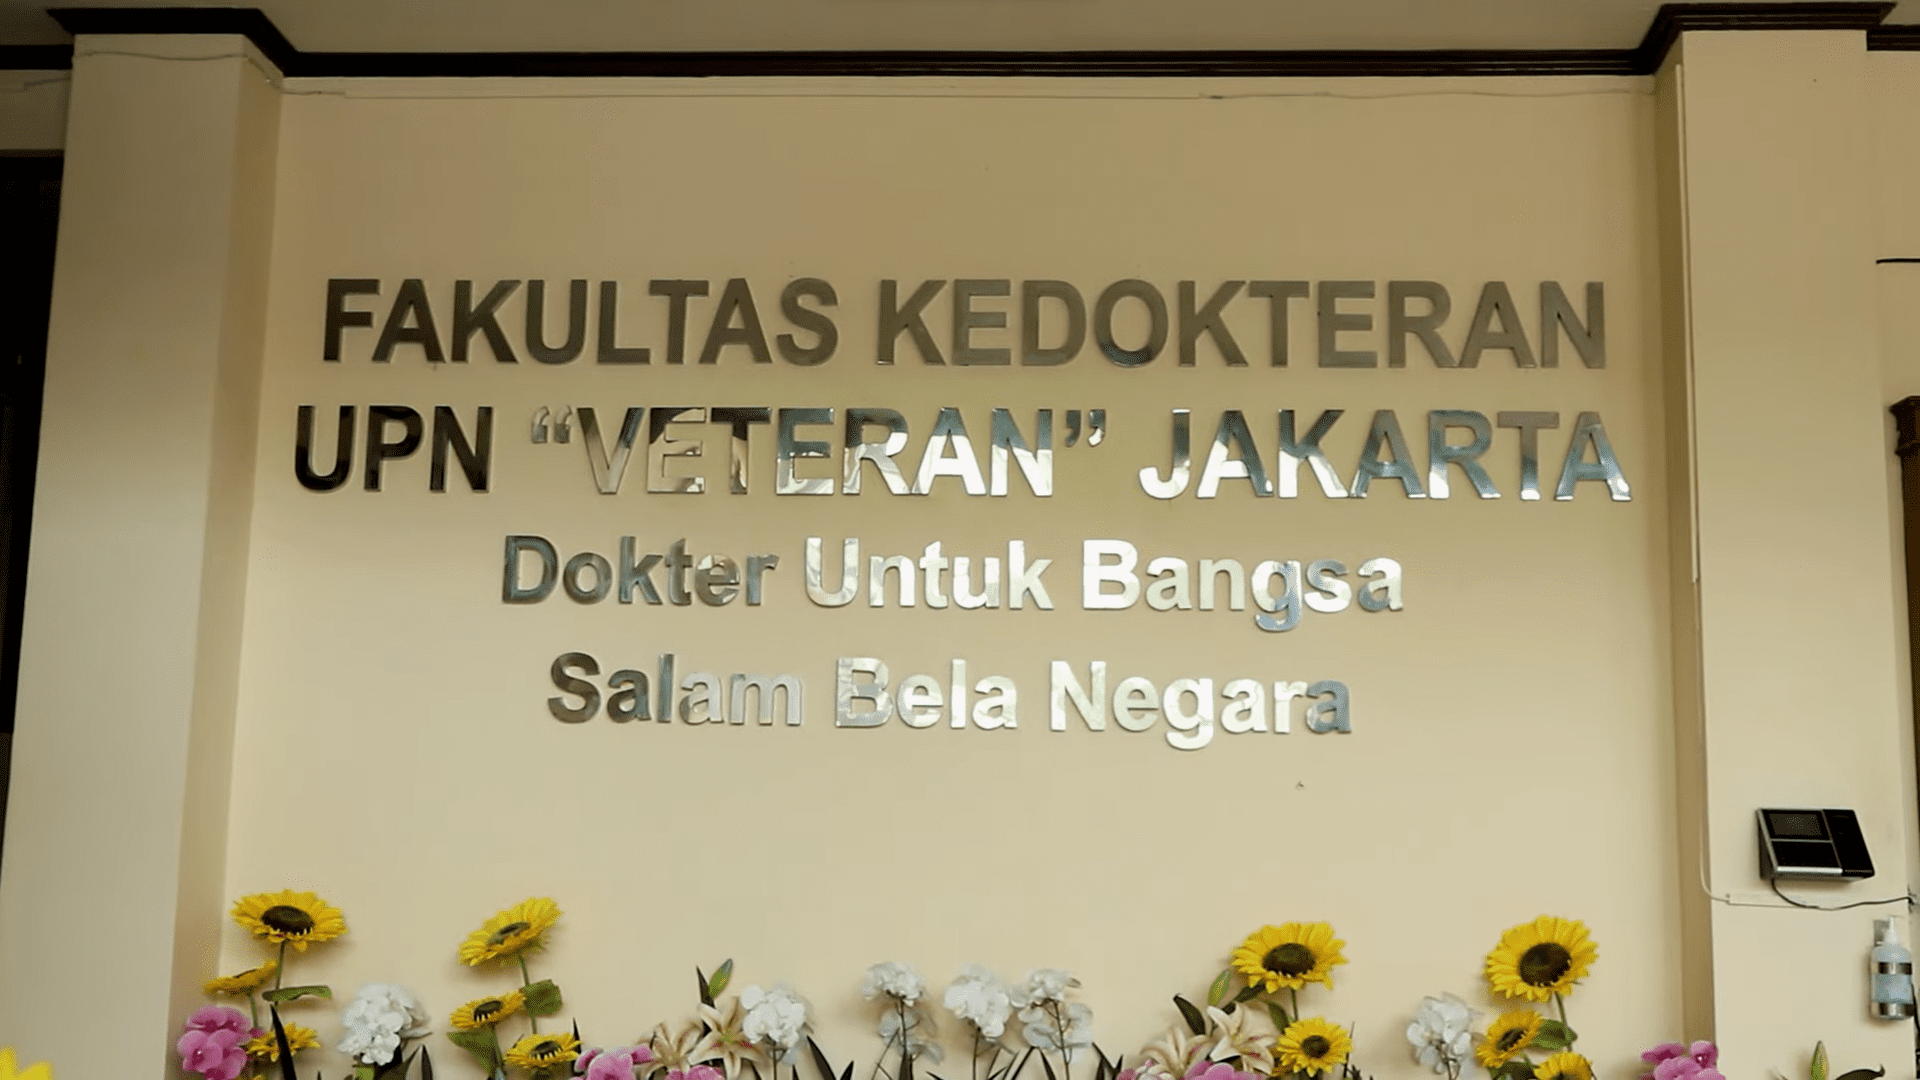 FAKULTAS KEDOKTERAN
UPN “VETERAN” JAKARTA
Dokter Untuk Bangsa
Salam Bela Negara